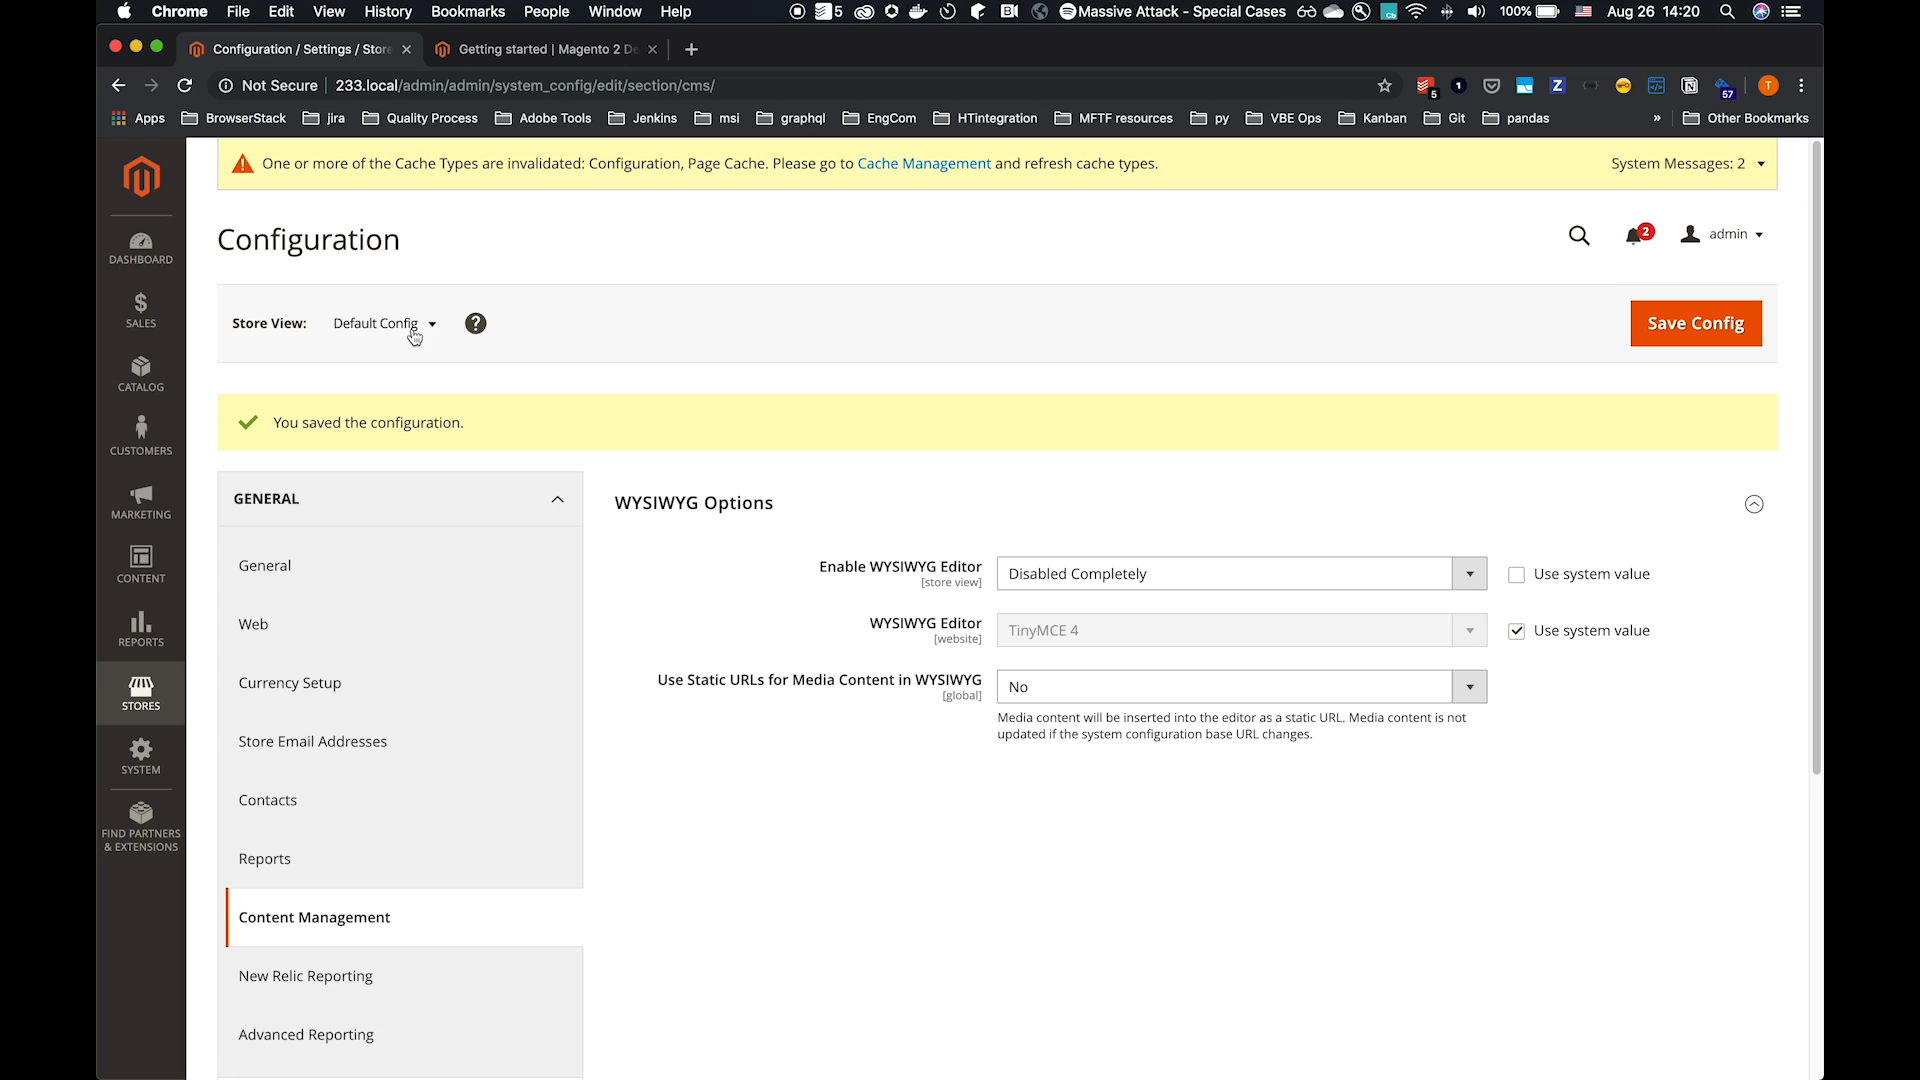 Chrome File Edit View History Bookmarks People Window Help 5 Massive Attack - Special Cases 100% Aug 26 14:20
Configuration / Settings / Store Getting started | Magento 2 De
Not Secure 233.local/admin/admin/system_config/edit/section/cms/ 5 1 Z 57 T
Apps BrowserStack jira Quality Process Adobe Tools Jenkins msi graphql EngCom HTintegration MFTF resources py VBE Ops Kanban Git pandas » Other Bookmarks
One or more of the Cache Types are invalidated: Configuration, Page Cache. Please go to Cache Management and refresh cache types. System Messages: 2
Configuration
2 admin
Store View: Default Config ? Save Config
You saved the configuration.
DASHBOARD
SALES
CATALOG
CUSTOMERS
MARKETING
CONTENT
REPORTS
STORES
SYSTEM
FIND PARTNERS
& EXTENSIONS
GENERAL
General
Web
Currency Setup
Store Email Addresses
Contacts
Reports
Content Management
New Relic Reporting
Advanced Reporting
WYSIWYG Options
Enable WYSIWYG Editor Disabled Completely Use system value
[store view]
WYSIWYG Editor TinyMCE 4 Use system value
[website]
Use Static URLs for Media Content in WYSIWYG No
[global]
Media content will be inserted into the editor as a static URL. Media content is not
updated if the system configuration base URL changes.